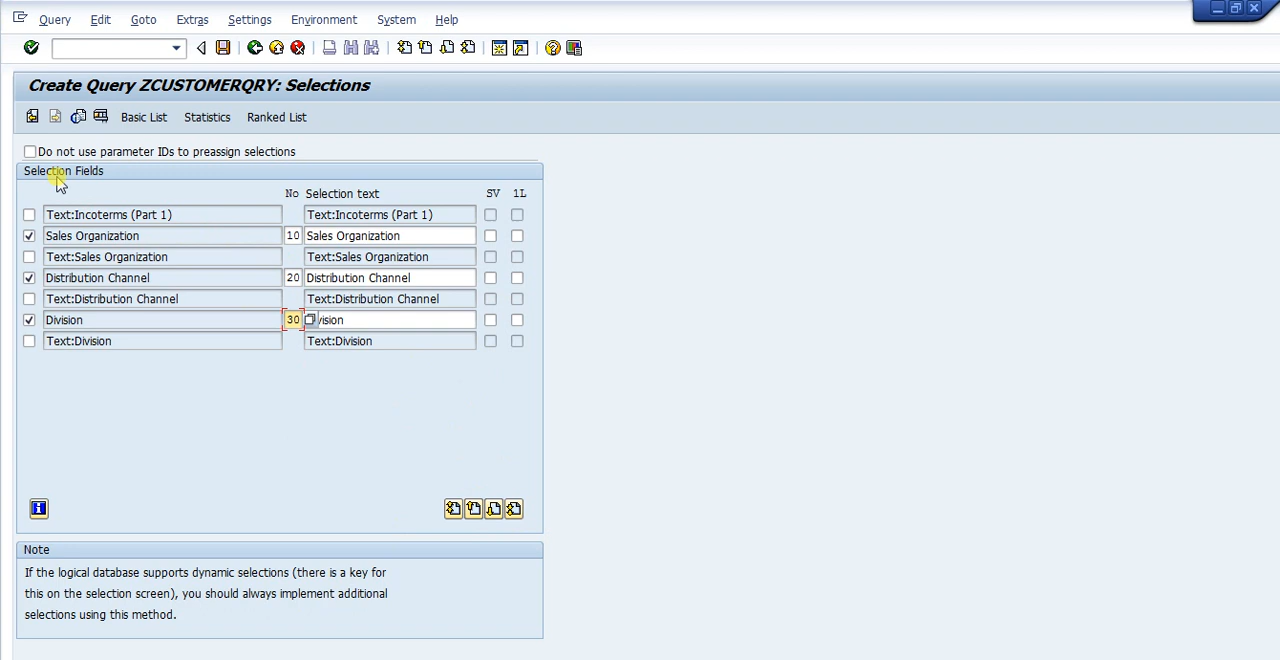 Query Edit Goto Extras Settings Environment System Help
Create Query ZCUSTOMERQRY: Selections
Basic List Statistics Ranked List
Do not use parameter IDs to preassign selections
Selection Fields
No Selection text SV 1L
Text:Incoterms (Part 1) Text:Incoterms (Part 1)
Sales Organization 10 Sales Organization
Text:Sales Organization Text:Sales Organization
Distribution Channel 20 Distribution Channel
Text:Distribution Channel Text:Distribution Channel
Division 30 vision
Text:Division Text:Division
Note
If the logical database supports dynamic selections (there is a key for
this on the selection screen), you should always implement additional
selections using this method.